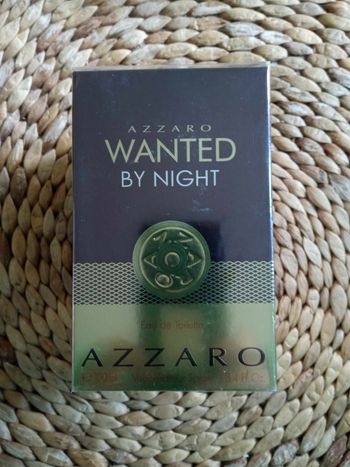 AZZARO
WANTED
BY NIGHT
Eau de Toilette
AZZARO